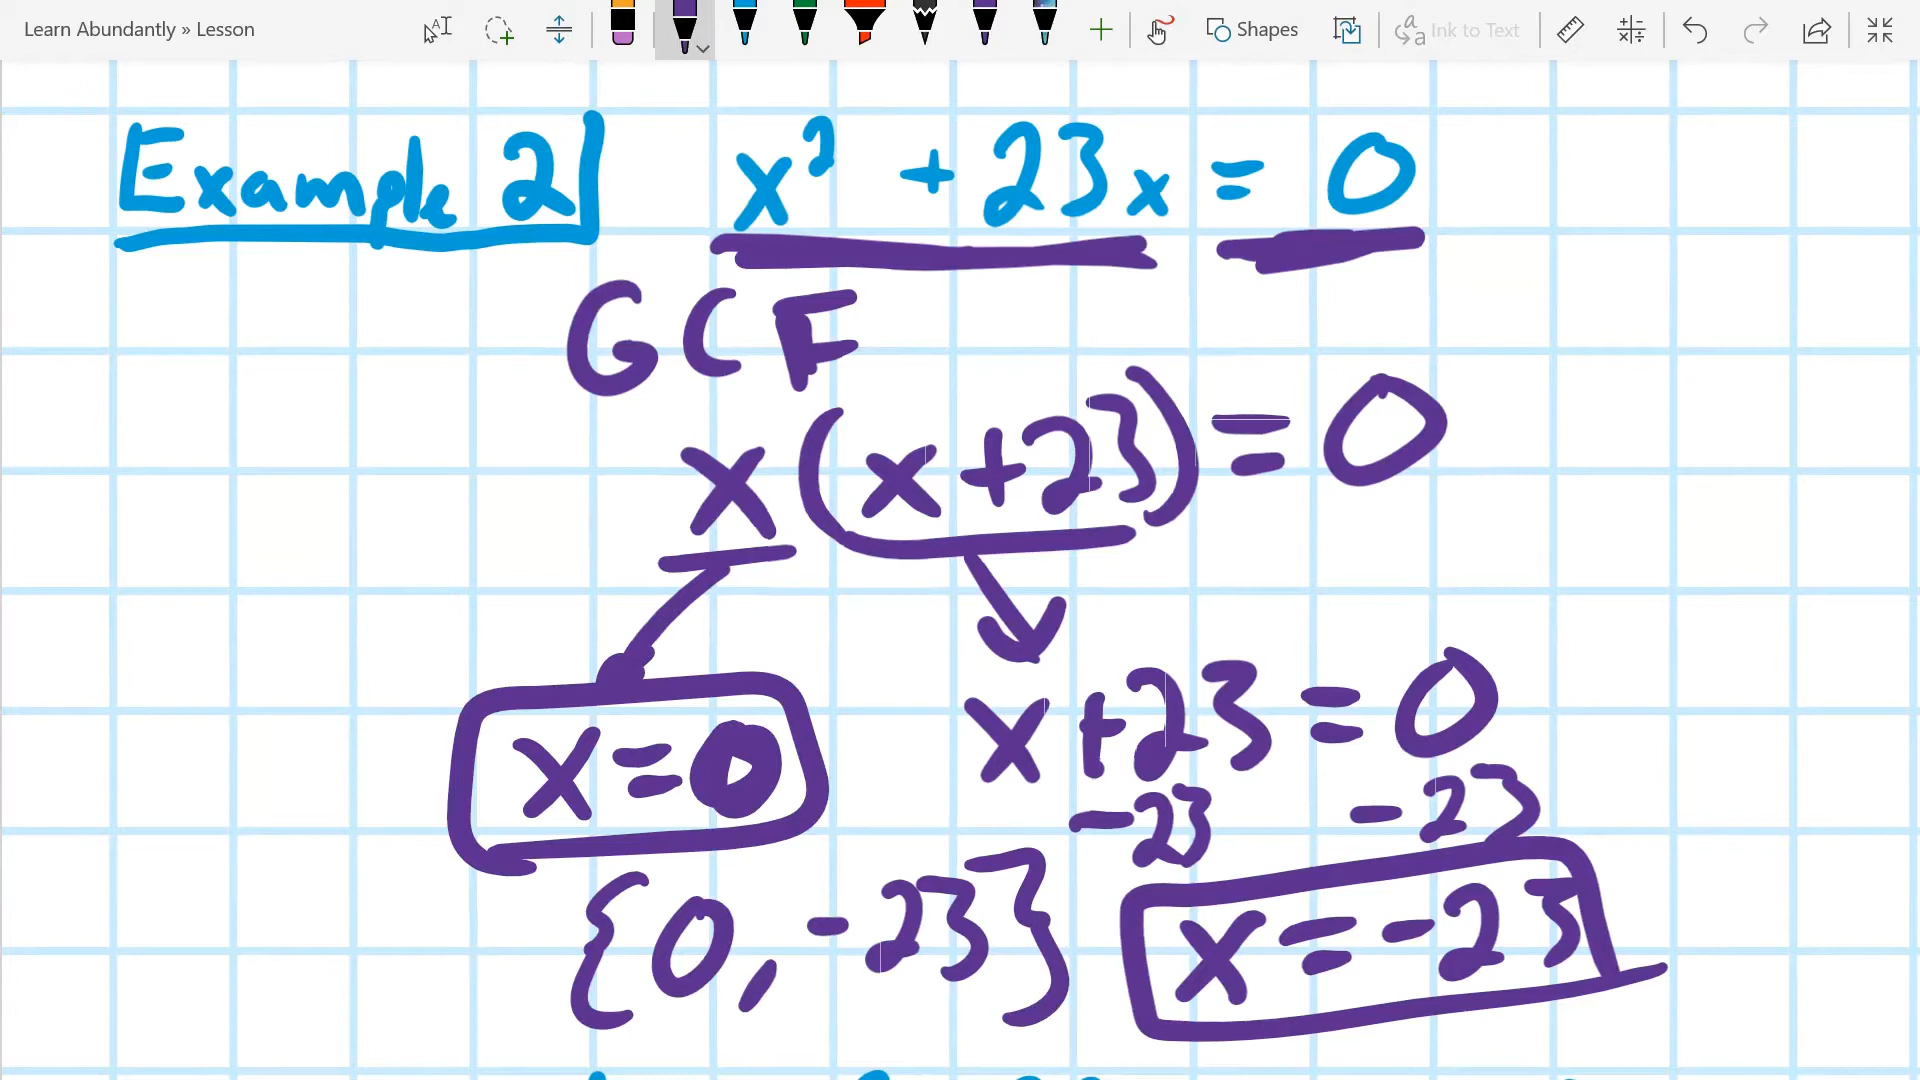 Learn Abundantly » Lesson
Shapes
Ink to Text
Example 2
x² + 23x = 0
GCF
x(x+23)=0
x=0
x+23=0
-23 -23
{0, -23}
x=-23